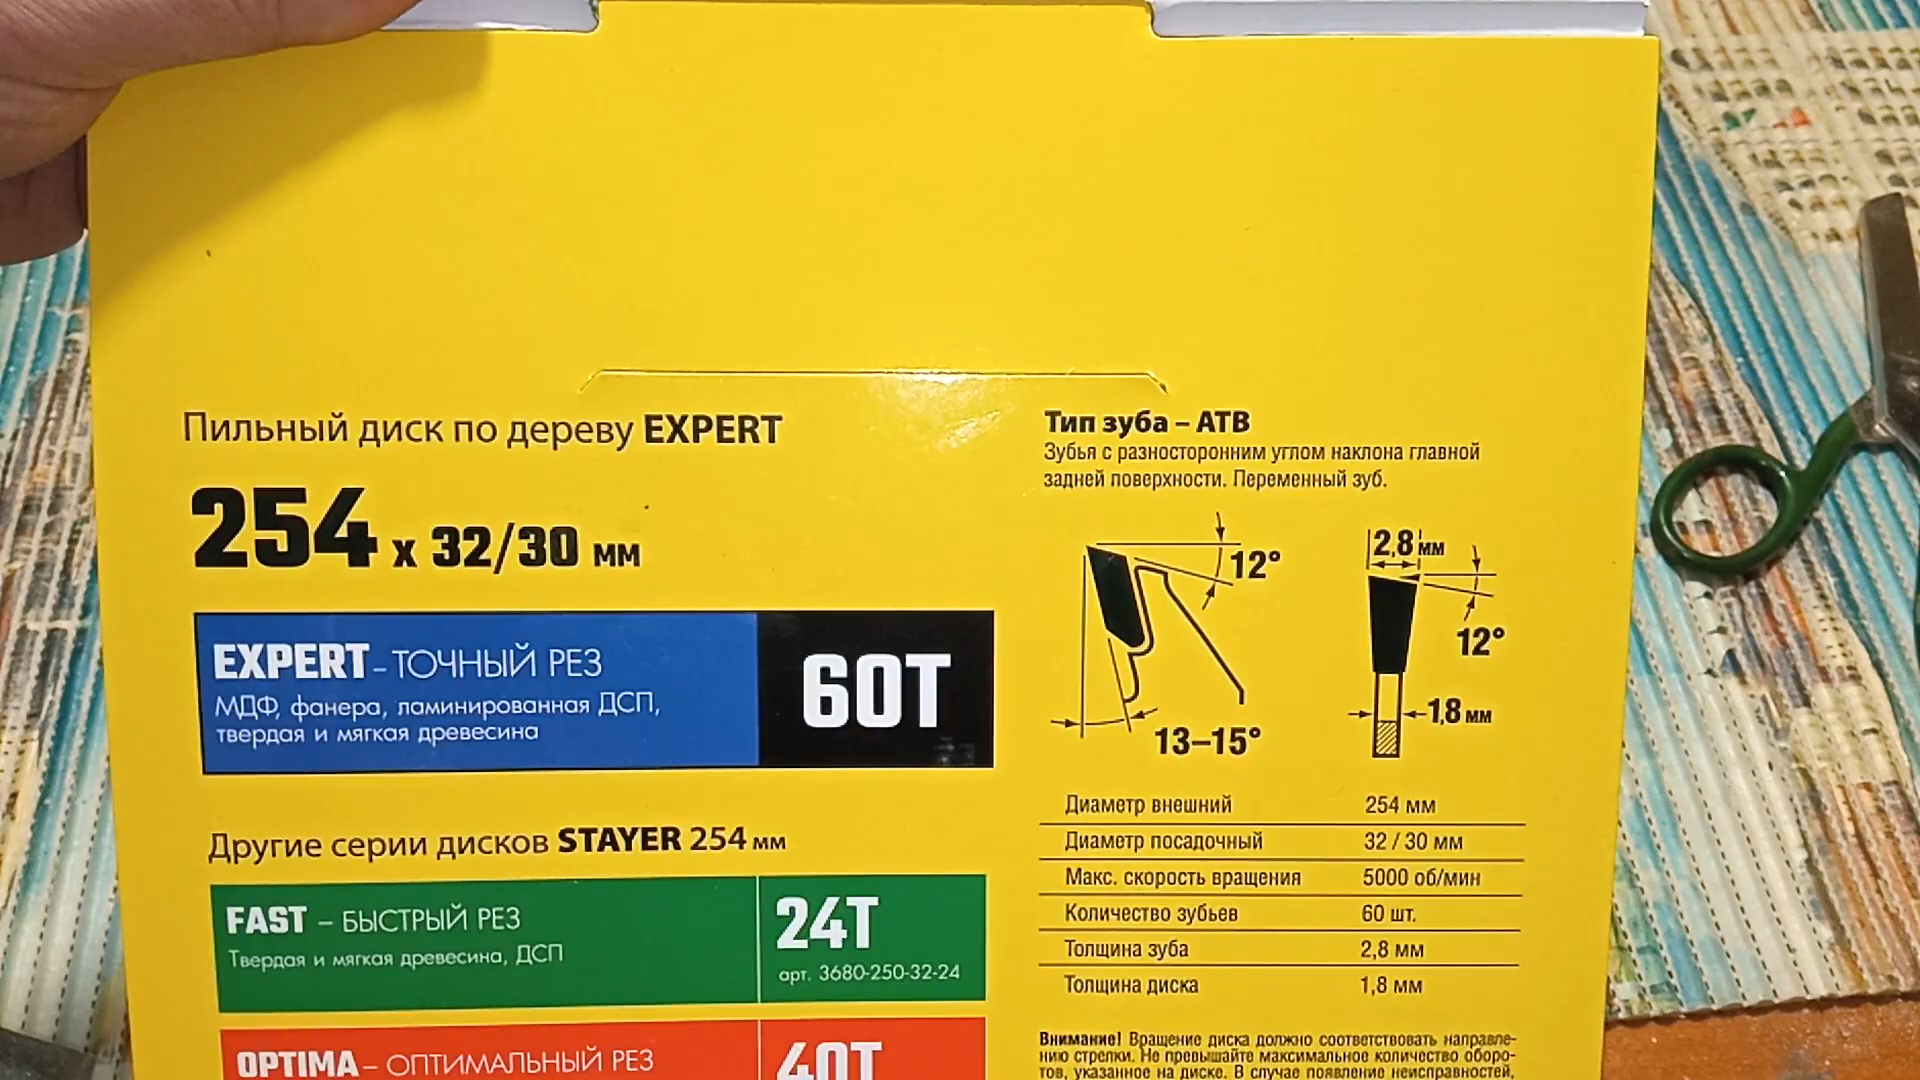 Пильный диск по дереву EXPERT
254 x 32/30 мм
EXPERT – ТОЧНЫЙ РЕЗ
МДФ, фанера, ламинированная ДСП,
твердая и мягкая древесина
60T
Другие серии дисков STAYER 254 мм
FAST – БЫСТРЫЙ РЕЗ
Твердая и мягкая древесина, ДСП
24T
арт. 3680-250-32-24
OPTIMA – ОПТИМАЛЬНЫЙ РЕЗ
40T
Тип зуба – ATB
Зубья с разносторонним углом наклона главной
задней поверхности. Переменный зуб.
12°
13–15°
2,8 мм
12°
1,8 мм
Диаметр внешний 254 мм
Диаметр посадочный 32 / 30 мм
Макс. скорость вращения 5000 об/мин
Количество зубьев 60 шт.
Толщина зуба 2,8 мм
Толщина диска 1,8 мм
Внимание! Вращение диска должно соответствовать направле-
нию стрелки. Не превышайте максимальное количество оборо-
тов, указанное на диске. В случае появление неисправностей,